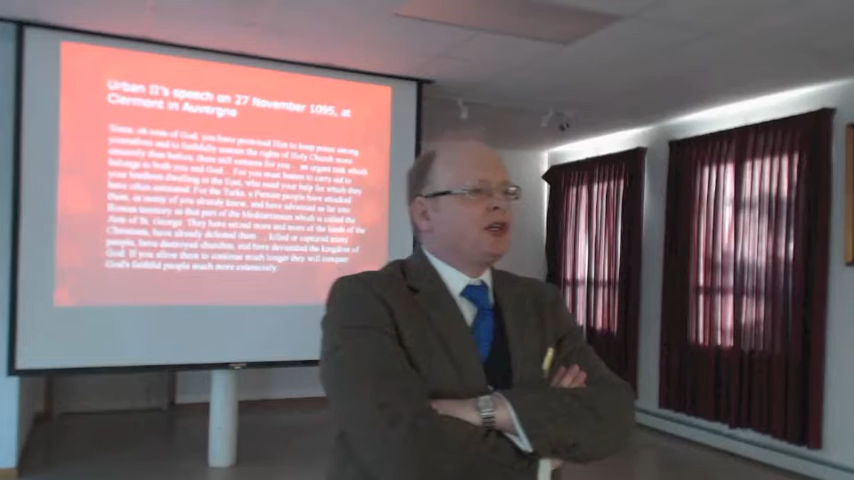 Urban II's speech on 27 November 1095, at
Clermont in Auvergne
Since, oh sons of God, you have promised Him to keep peace among
yourselves and to faithfully sustain the rights of Holy Church more
sincerely than before, there still remains for you ... an urgent task which
belongs to both you and God. ... For you must hasten to carry aid to
your brethren dwelling in the East, who need your help for which they
have often entreated. For the Turks, a Persian people, have attacked
them, as many of you already know, and have advanced as far into
Roman territory as that part of the Mediterranean which is called the
Arm of St. George. They have seized more and more of the lands of the
Christians, have already defeated them ... killed or captured many
people, have destroyed churches, and have devastated the kingdom of
God. If you allow them to continue much longer they will conquer
God's faithful people much more extensively.